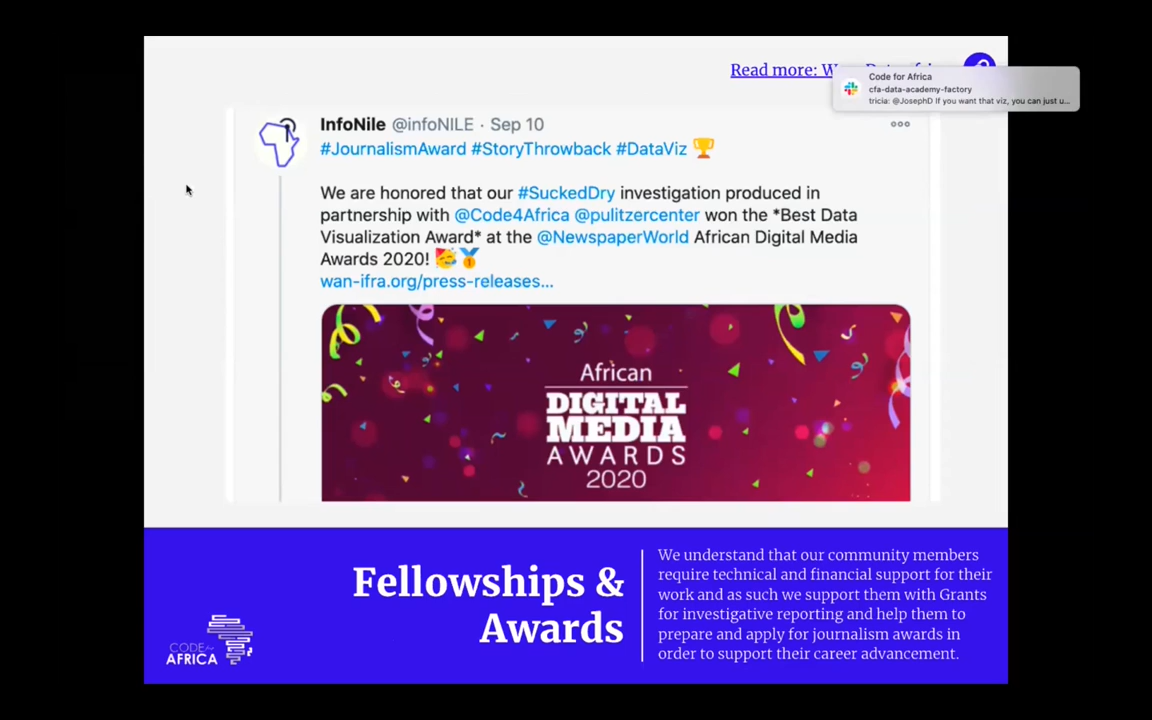 Read more: W
Code for Africa
cfa-data-academy-factory
tricia: @JosephD If you want that viz, you can just u...
InfoNile @infoNILE · Sep 10
#JournalismAward #StoryThrowback #DataViz 🏆
We are honored that our #SuckedDry investigation produced in
partnership with @Code4Africa @pulitzercenter won the *Best Data
Visualization Award* at the @NewspaperWorld African Digital Media
Awards 2020! 🥳🥇
wan-ifra.org/press-releases...
African
DIGITAL
MEDIA
AWARDS
2020
Fellowships &
Awards
We understand that our community members
require technical and financial support for their
work and as such we support them with Grants
for investigative reporting and help them to
prepare and apply for journalism awards in
order to support their career advancement.
CODE for
AFRICA